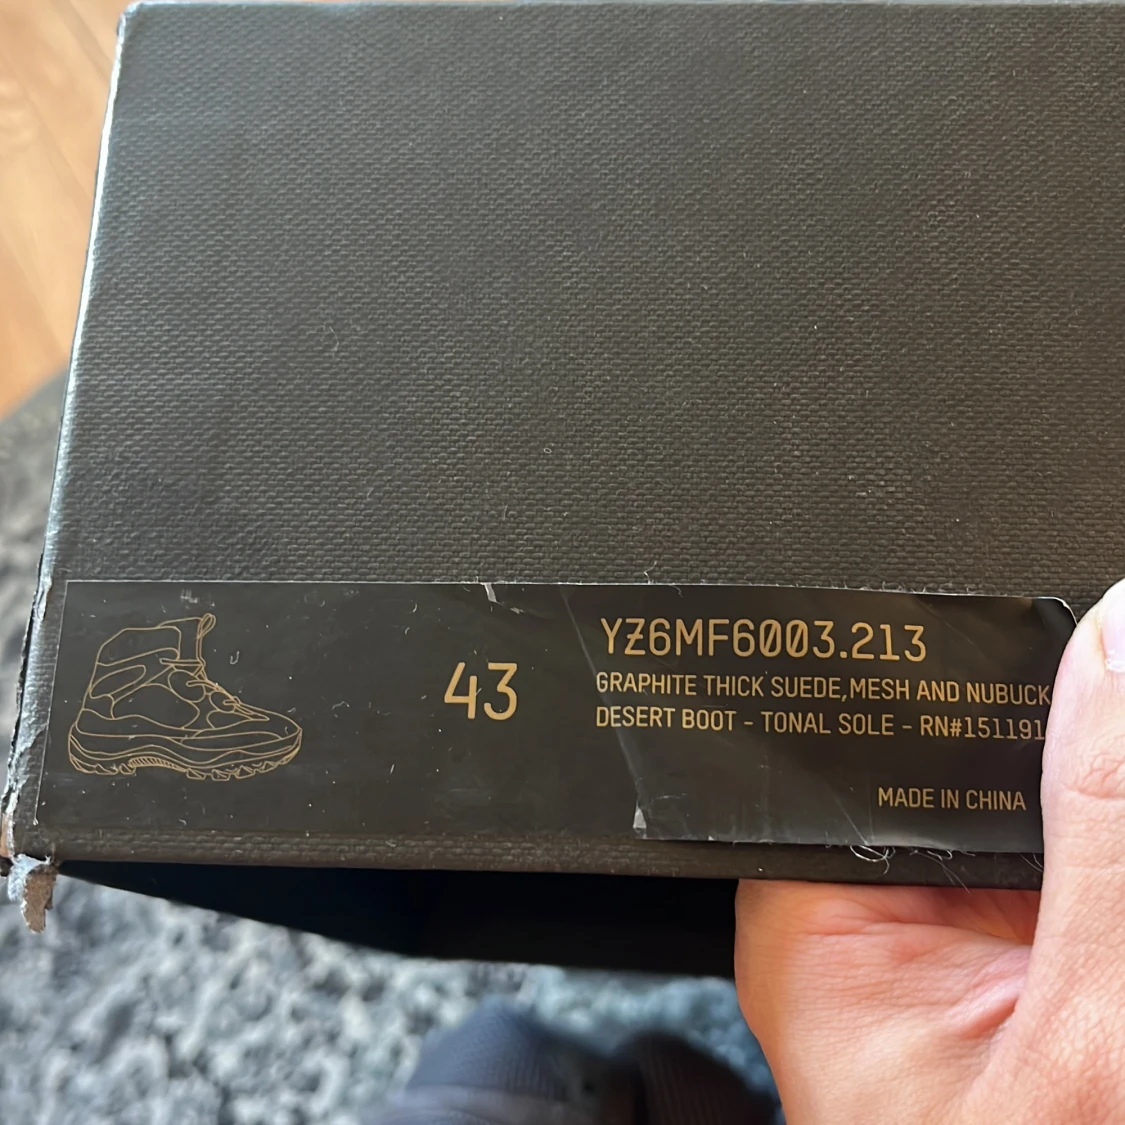 43
YZ6MF6003.213
GRAPHITE THICK SUEDE,MESH AND NUBUCK
DESERT BOOT - TONAL SOLE - RN#151191
MADE IN CHINA